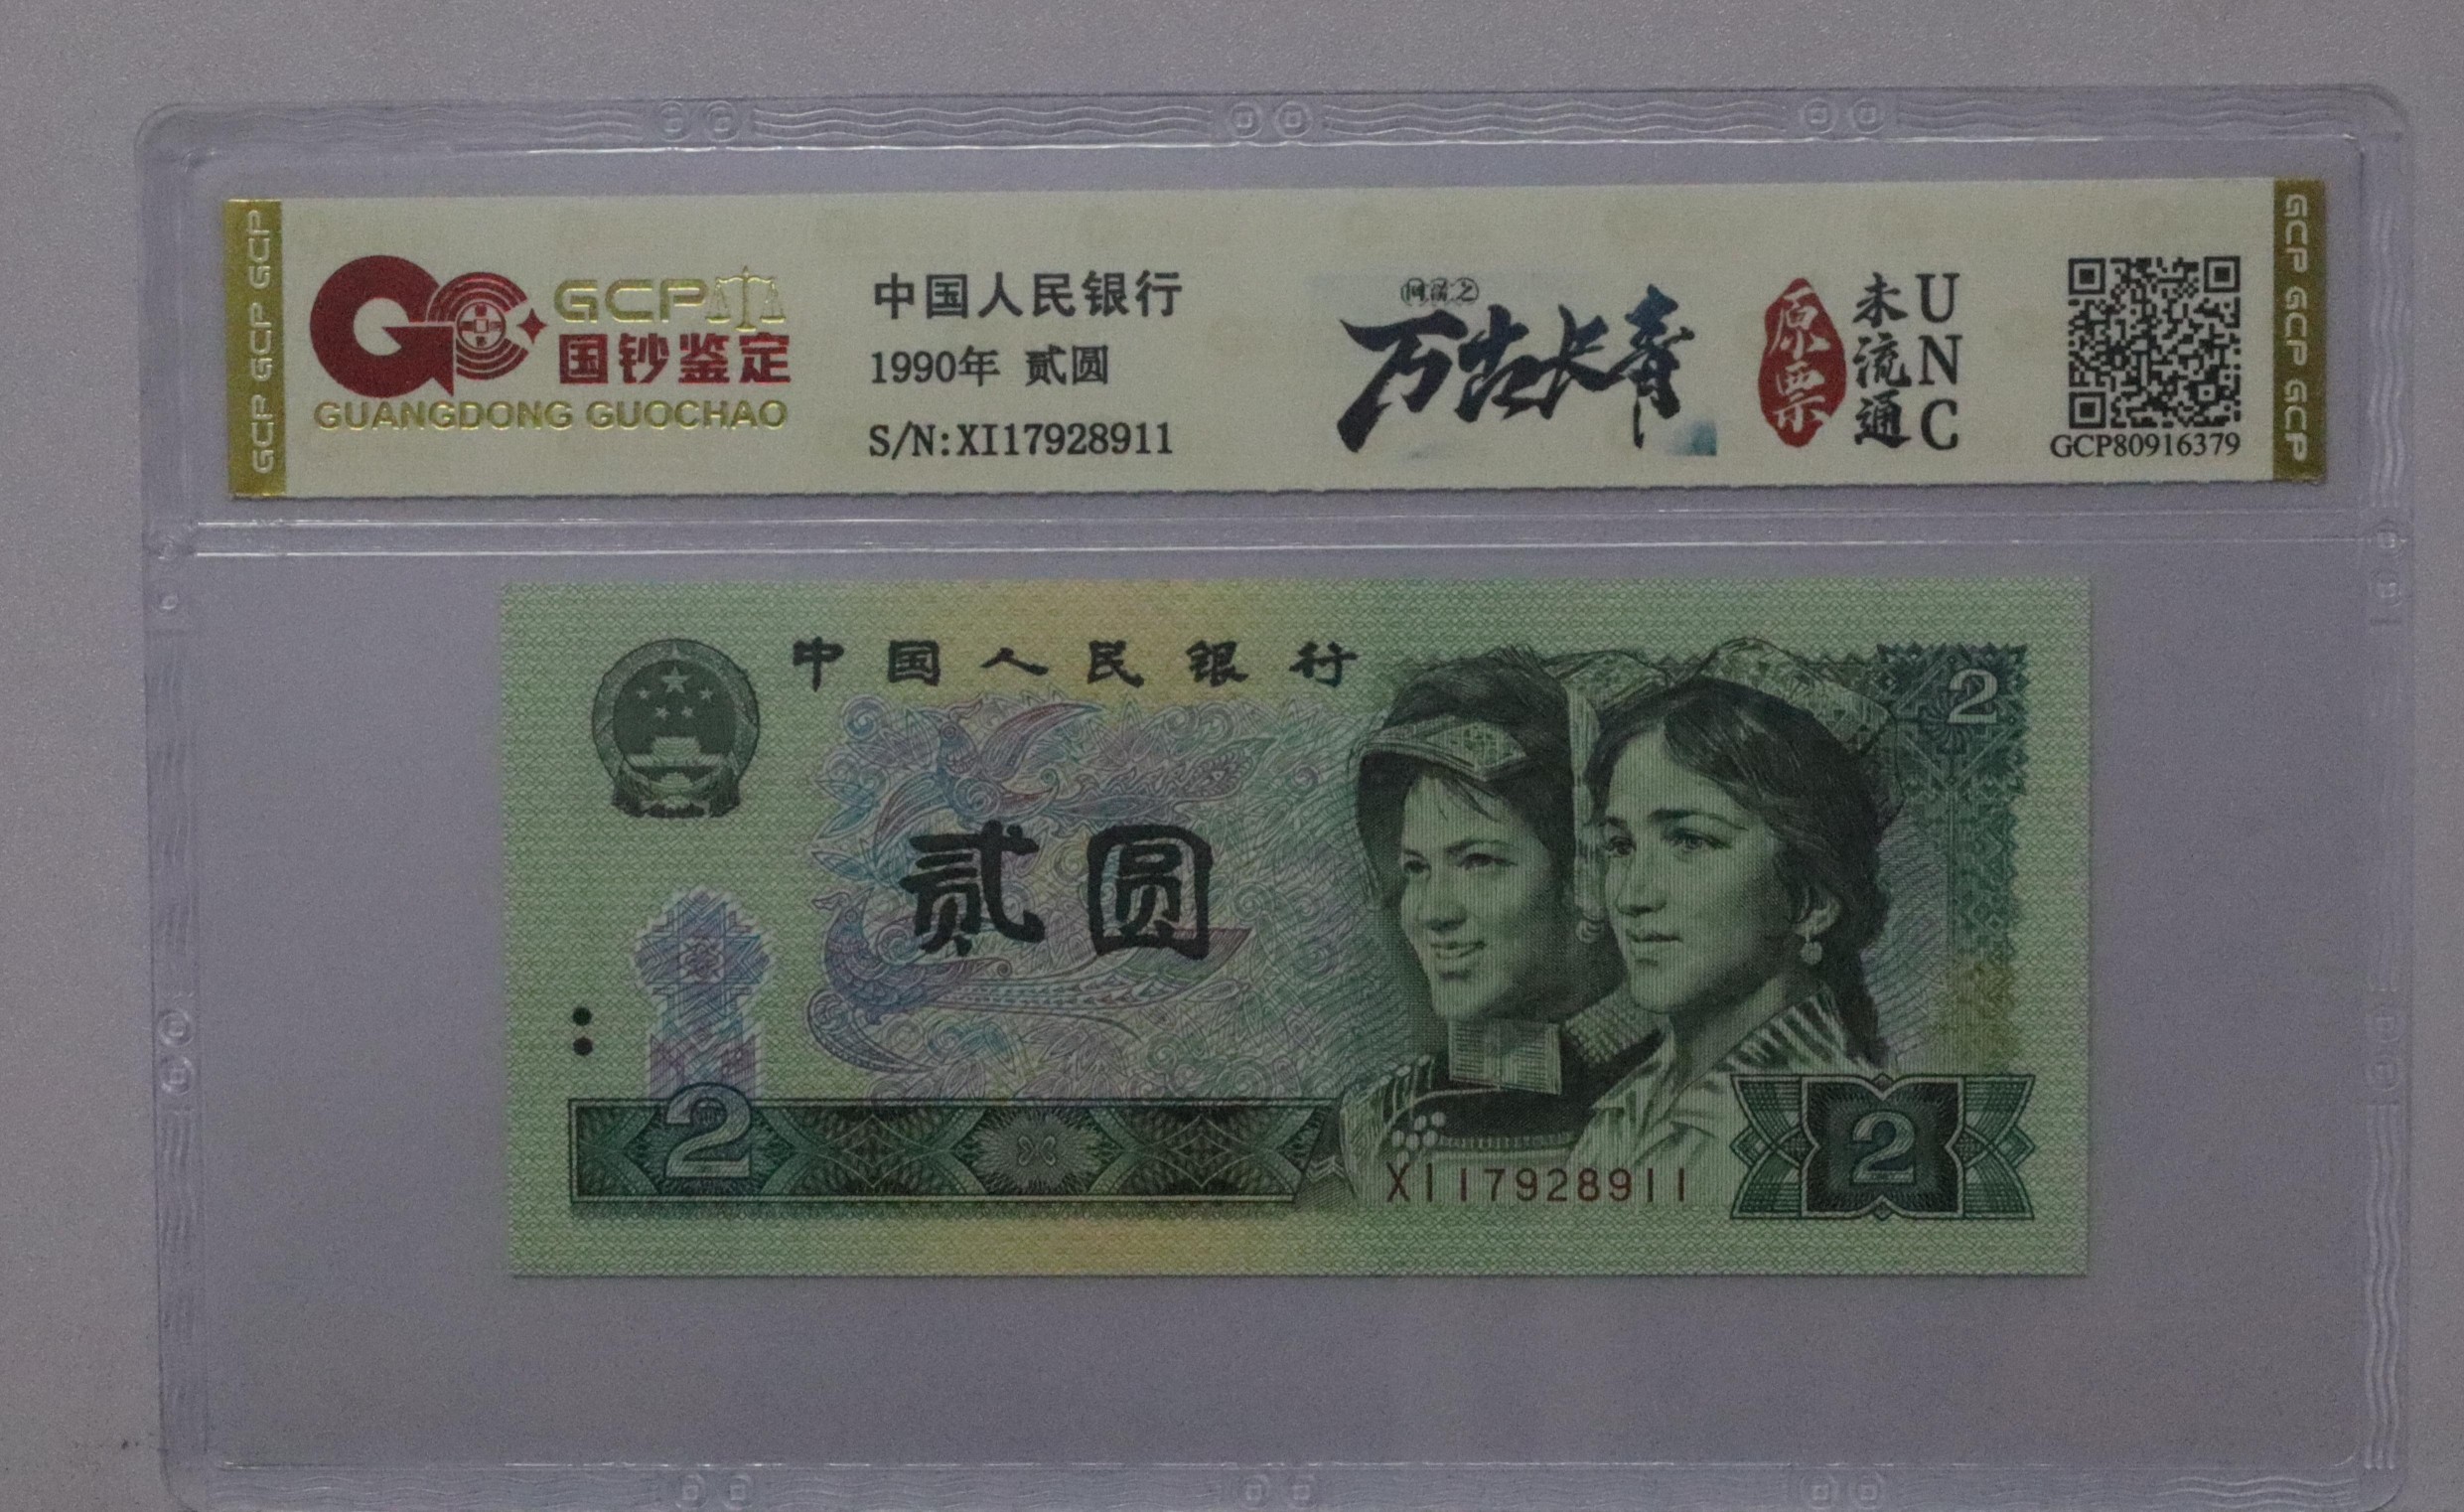 GCP GCP GCP
GCP
国钞鉴定
GUANGDONG GUOCHAO
中国人民银行
1990年 贰圆
S/N:XI17928911
万古长青
原票
未流通
UNC
GCP80916379
GCP GCP GCP
中国人民银行
2
贰圆
2
XI17928911
2